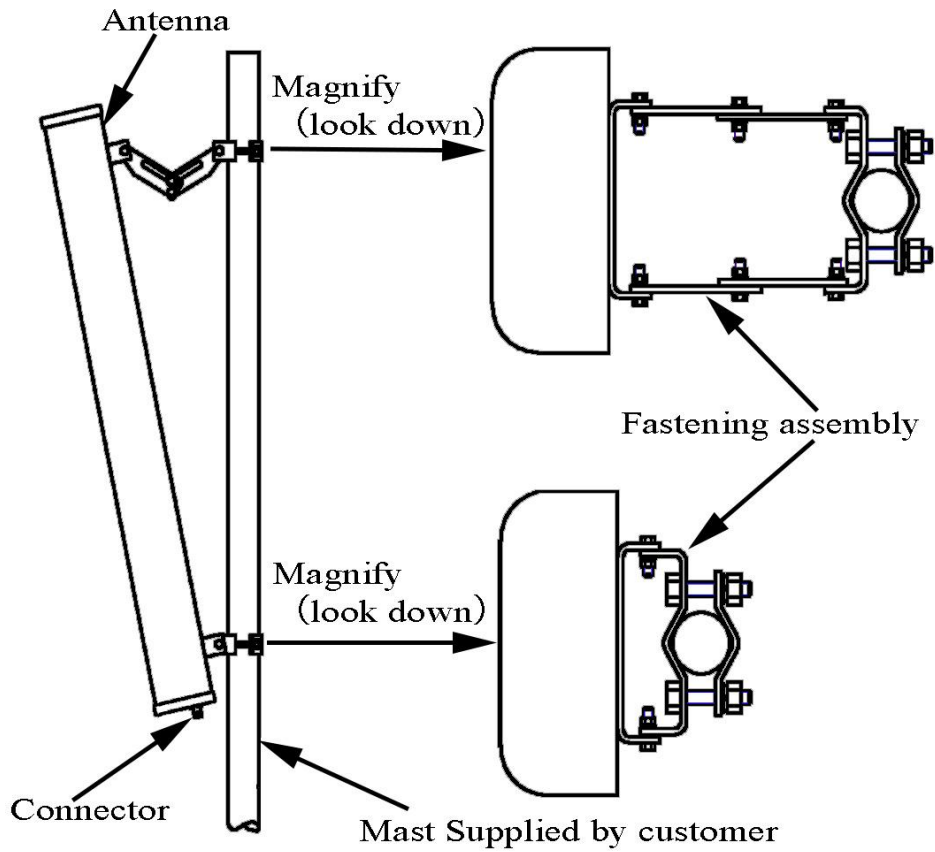 Antenna
Magnify
(look down)
Fastening assembly
Magnify
(look down)
Connector
Mast Supplied by customer